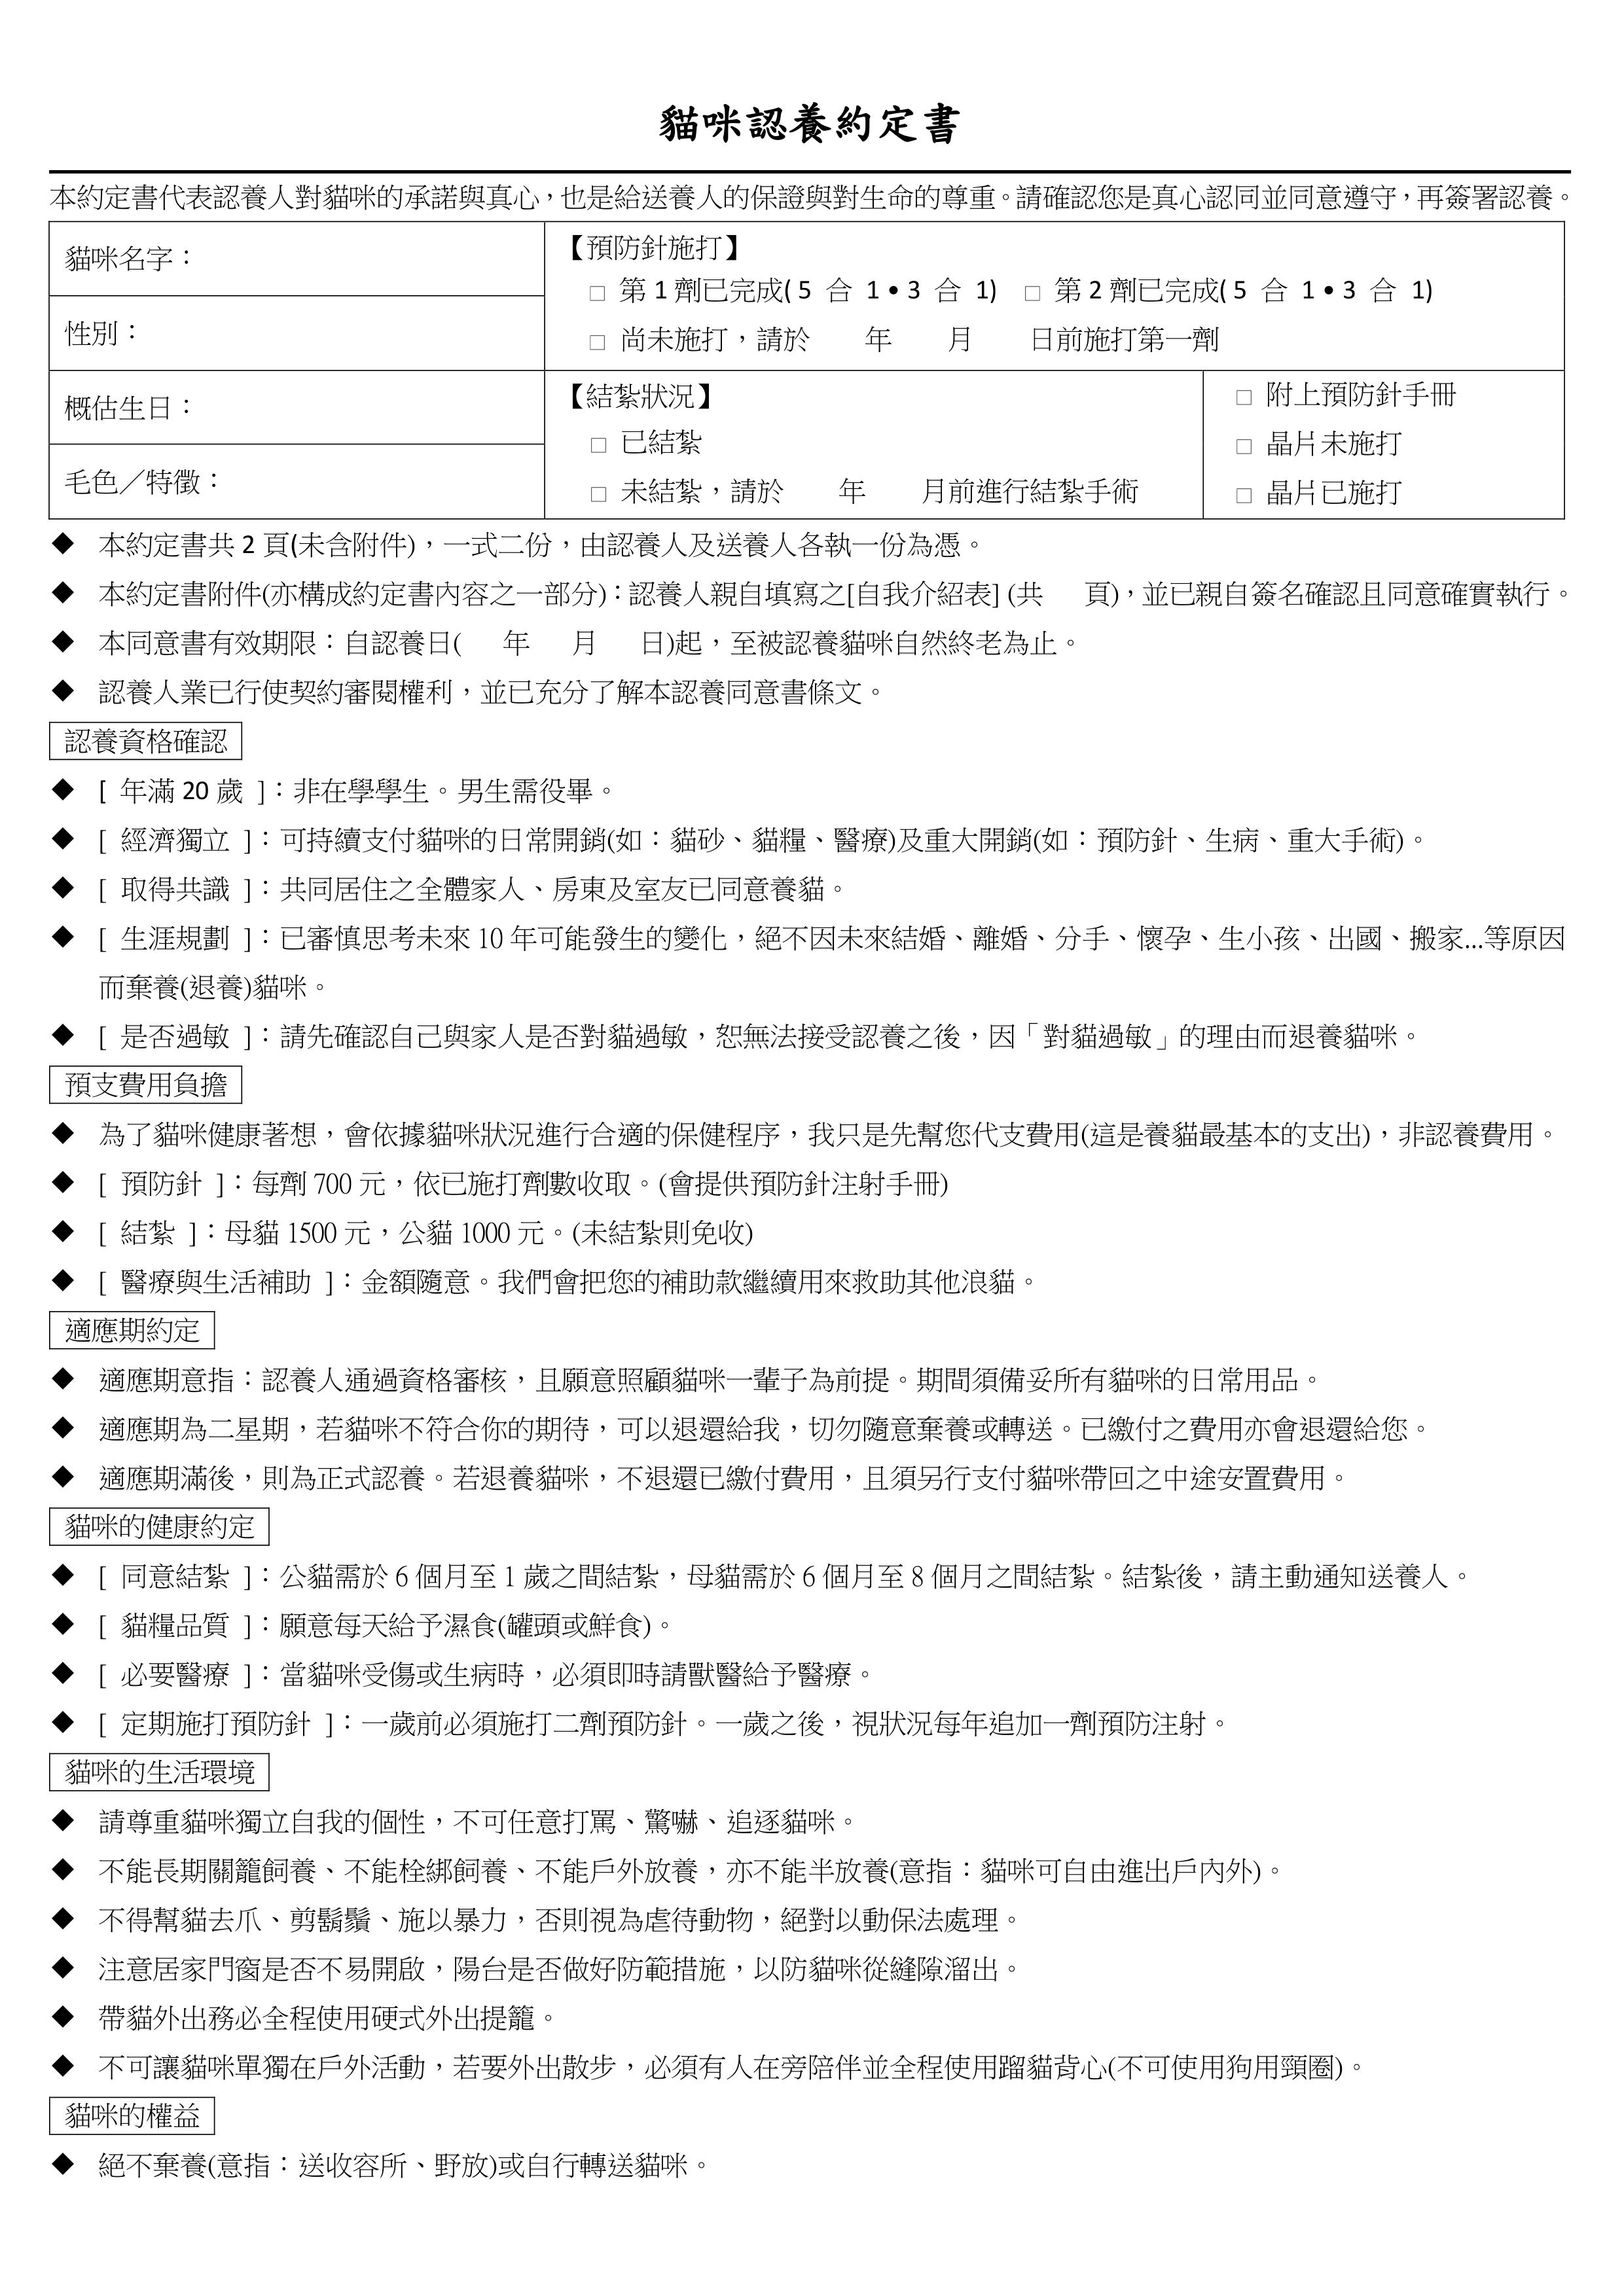 貓咪認養約定書
本約定書代表認養人對貓咪的承諾與真心，也是給送養人的保證與對生命的尊重。請確認您是真心認同並同意遵守，再簽署認養。
貓咪名字：
性別：
【預防針施打】
□ 第 1 劑已完成( 5 合 1 • 3 合 1) □ 第 2 劑已完成( 5 合 1 • 3 合 1)
□ 尚未施打，請於 年 月 日前施打第一劑
概估生日：
毛色／特徵：
【結紮狀況】
□ 已結紮
□ 未結紮，請於 年 月前進行結紮手術
□ 附上預防針手冊
□ 晶片未施打
□ 晶片已施打
◆ 本約定書共 2 頁(未含附件)，一式二份，由認養人及送養人各執一份為憑。
◆ 本約定書附件(亦構成約定書內容之一部分)：認養人親自填寫之[自我介紹表] (共 頁)，並已親自簽名確認且同意確實執行。
◆ 本同意書有效期限：自認養日( 年 月 日)起，至被認養貓咪自然終老為止。
◆ 認養人業已行使契約審閱權利，並已充分了解本認養同意書條文。
認養資格確認
◆ [ 年滿 20 歲 ]：非在學學生。男生需役畢。
◆ [ 經濟獨立 ]：可持續支付貓咪的日常開銷(如：貓砂、貓糧、醫療)及重大開銷(如：預防針、生病、重大手術)。
◆ [ 取得共識 ]：共同居住之全體家人、房東及室友已同意養貓。
◆ [ 生涯規劃 ]：已審慎思考未來 10 年可能發生的變化，絕不因未來結婚、離婚、分手、懷孕、生小孩、出國、搬家...等原因
而棄養(退養)貓咪。
◆ [ 是否過敏 ]：請先確認自己與家人是否對貓過敏，恕無法接受認養之後，因「對貓過敏」的理由而退養貓咪。
預支費用負擔
◆ 為了貓咪健康著想，會依據貓咪狀況進行合適的保健程序，我只是先幫您代支費用(這是養貓最基本的支出)，非認養費用。
◆ [ 預防針 ]：每劑 700 元，依已施打劑數收取。(會提供預防針注射手冊)
◆ [ 結紮 ]：母貓 1500 元，公貓 1000 元。(未結紮則免收)
◆ [ 醫療與生活補助 ]：金額隨意。我們會把您的補助款繼續用來救助其他浪貓。
適應期約定
◆ 適應期意指：認養人通過資格審核，且願意照顧貓咪一輩子為前提。期間須備妥所有貓咪的日常用品。
◆ 適應期為二星期，若貓咪不符合你的期待，可以退還給我，切勿隨意棄養或轉送。已繳付之費用亦會退還給您。
◆ 適應期滿後，則為正式認養。若退養貓咪，不退還已繳付費用，且須另行支付貓咪帶回之中途安置費用。
貓咪的健康約定
◆ [ 同意結紮 ]：公貓需於 6 個月至 1 歲之間結紮，母貓需於 6 個月至 8 個月之間結紮。結紮後，請主動通知送養人。
◆ [ 貓糧品質 ]：願意每天給予濕食(罐頭或鮮食)。
◆ [ 必要醫療 ]：當貓咪受傷或生病時，必須即時請獸醫給予醫療。
◆ [ 定期施打預防針 ]：一歲前必須施打二劑預防針。一歲之後，視狀況每年追加一劑預防注射。
貓咪的生活環境
◆ 請尊重貓咪獨立自我的個性，不可任意打罵、驚嚇、追逐貓咪。
◆ 不能長期關籠飼養、不能栓綁飼養、不能戶外放養，亦不能半放養(意指：貓咪可自由進出戶內外)。
◆ 不得幫貓去爪、剪鬍鬚、施以暴力，否則視為虐待動物，絕對以動保法處理。
◆ 注意居家門窗是否不易開啟，陽台是否做好防範措施，以防貓咪從縫隙溜出。
◆ 帶貓外出務必全程使用硬式外出提籠。
◆ 不可讓貓咪單獨在戶外活動，若要外出散步，必須有人在旁陪伴並全程使用蹓貓背心(不可使用狗用頸圈)。
貓咪的權益
◆ 絕不棄養(意指：送收容所、野放)或自行轉送貓咪。